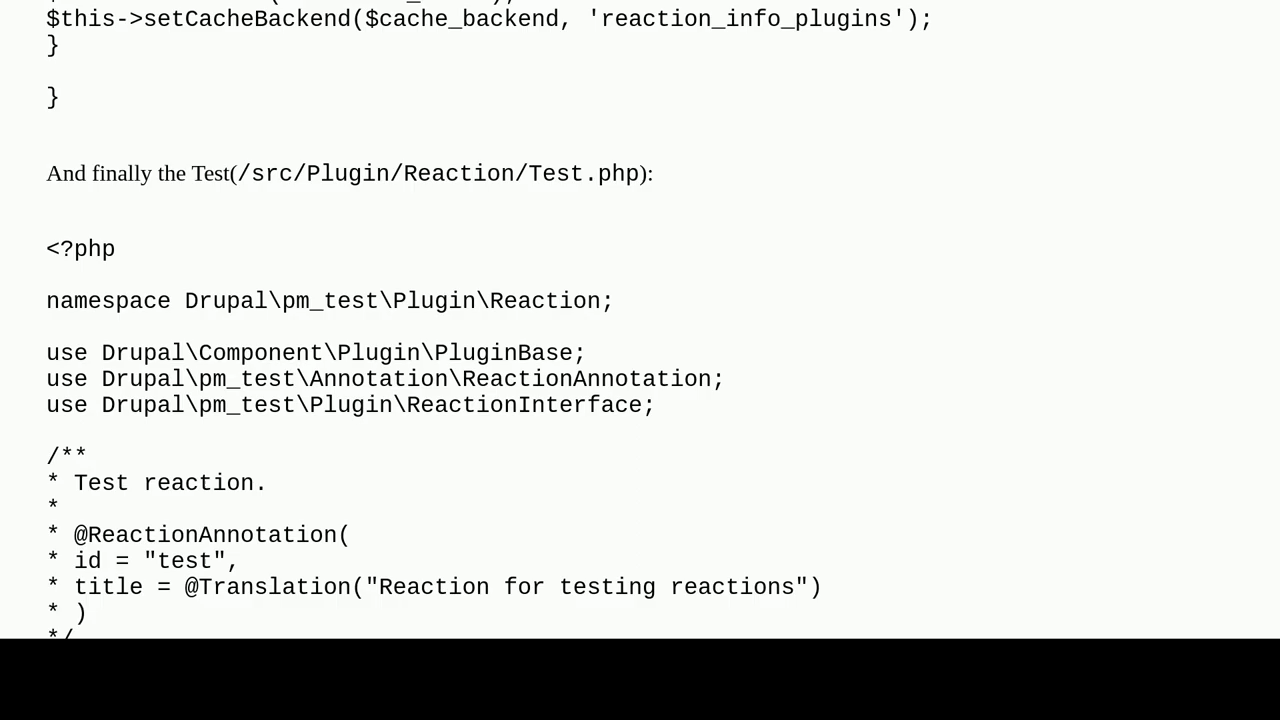 $this->setCacheBackend($cache_backend, 'reaction_info_plugins');
}
}
And finally the Test(/src/Plugin/Reaction/Test.php):
<?php
namespace Drupal\pm_test\Plugin\Reaction;
use Drupal\Component\Plugin\PluginBase;
use Drupal\pm_test\Annotation\ReactionAnnotation;
use Drupal\pm_test\Plugin\ReactionInterface;
/**
* Test reaction.
*
* @ReactionAnnotation(
* id = "test",
* title = @Translation("Reaction for testing reactions")
* )
*/